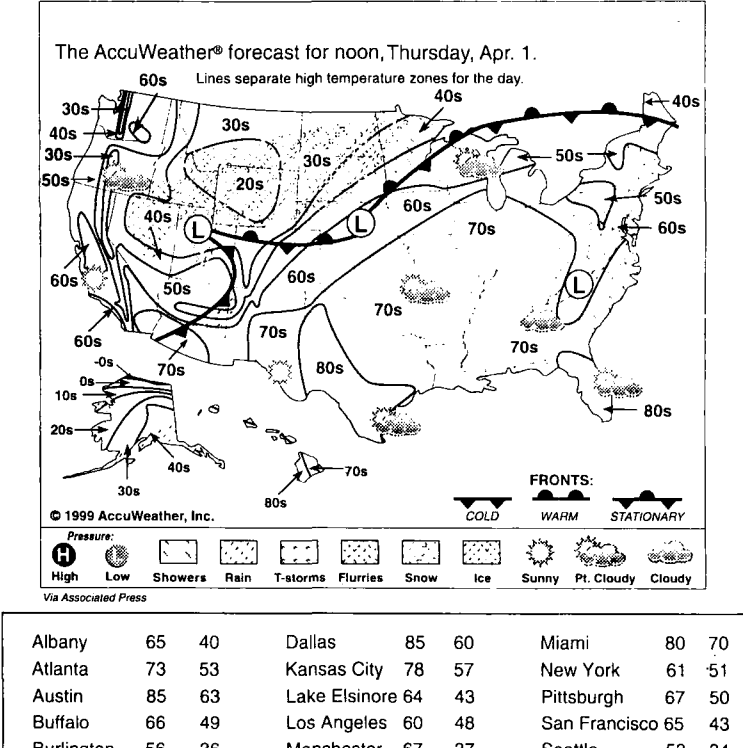 The AccuWeather® forecast for noon, Thursday, Apr. 1.
Lines separate high temperature zones for the day.
60s
40s
30s
40s
40s
30s
30s
30s
50s
50s
20s
50s
40s
60s
60s
70s
L
L
60s
50s
60s
L
70s
60s
70s
70s
70s
80s
-0s
0s
10s
80s
20s
40s
30s
70s
80s
FRONTS:
COLD WARM STATIONARY
© 1999 AccuWeather, Inc.
Pressure:
H L
High Low Showers Rain T-storms Flurries Snow Ice Sunny Pt. Cloudy Cloudy
Via Associated Press
Albany 65 40 Dallas 85 60 Miami 80 70
Atlanta 73 53 Kansas City 78 57 New York 61 51
Austin 85 63 Lake Elsinore 64 43 Pittsburgh 67 50
Buffalo 66 49 Los Angeles 60 48 San Francisco 65 43